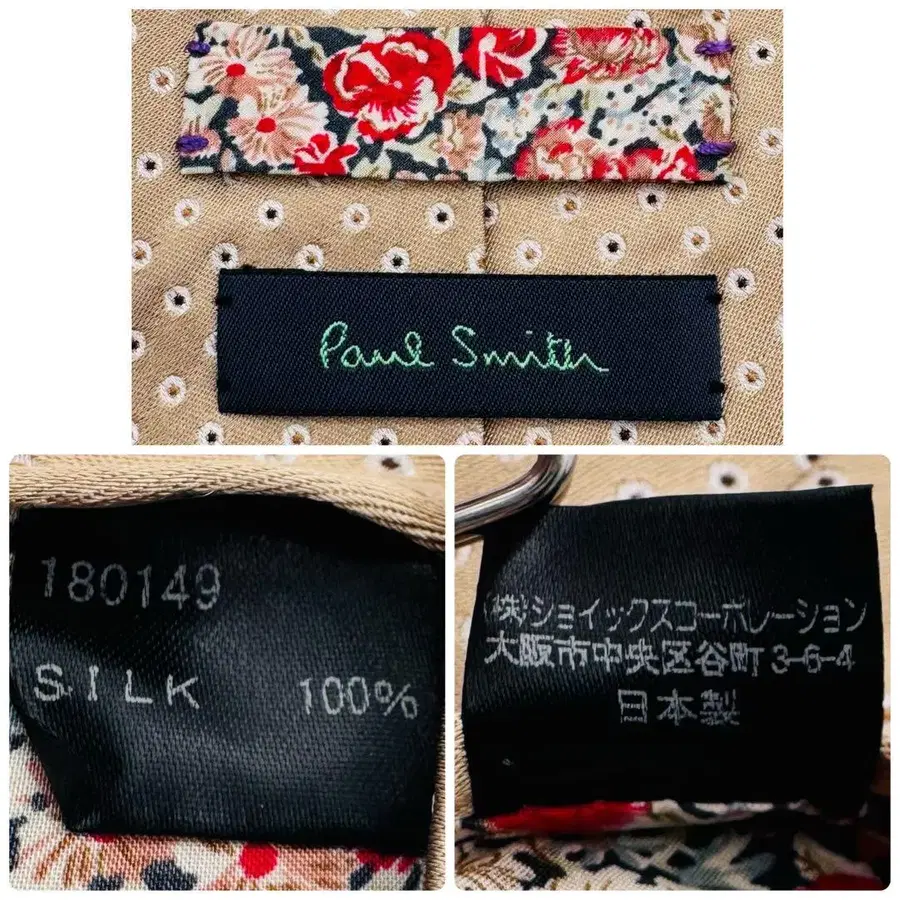 Paul Smith
180149
SILK 100%
(株)ショイックスコーポレーション
大阪市中央区谷町3-6-4
日本製